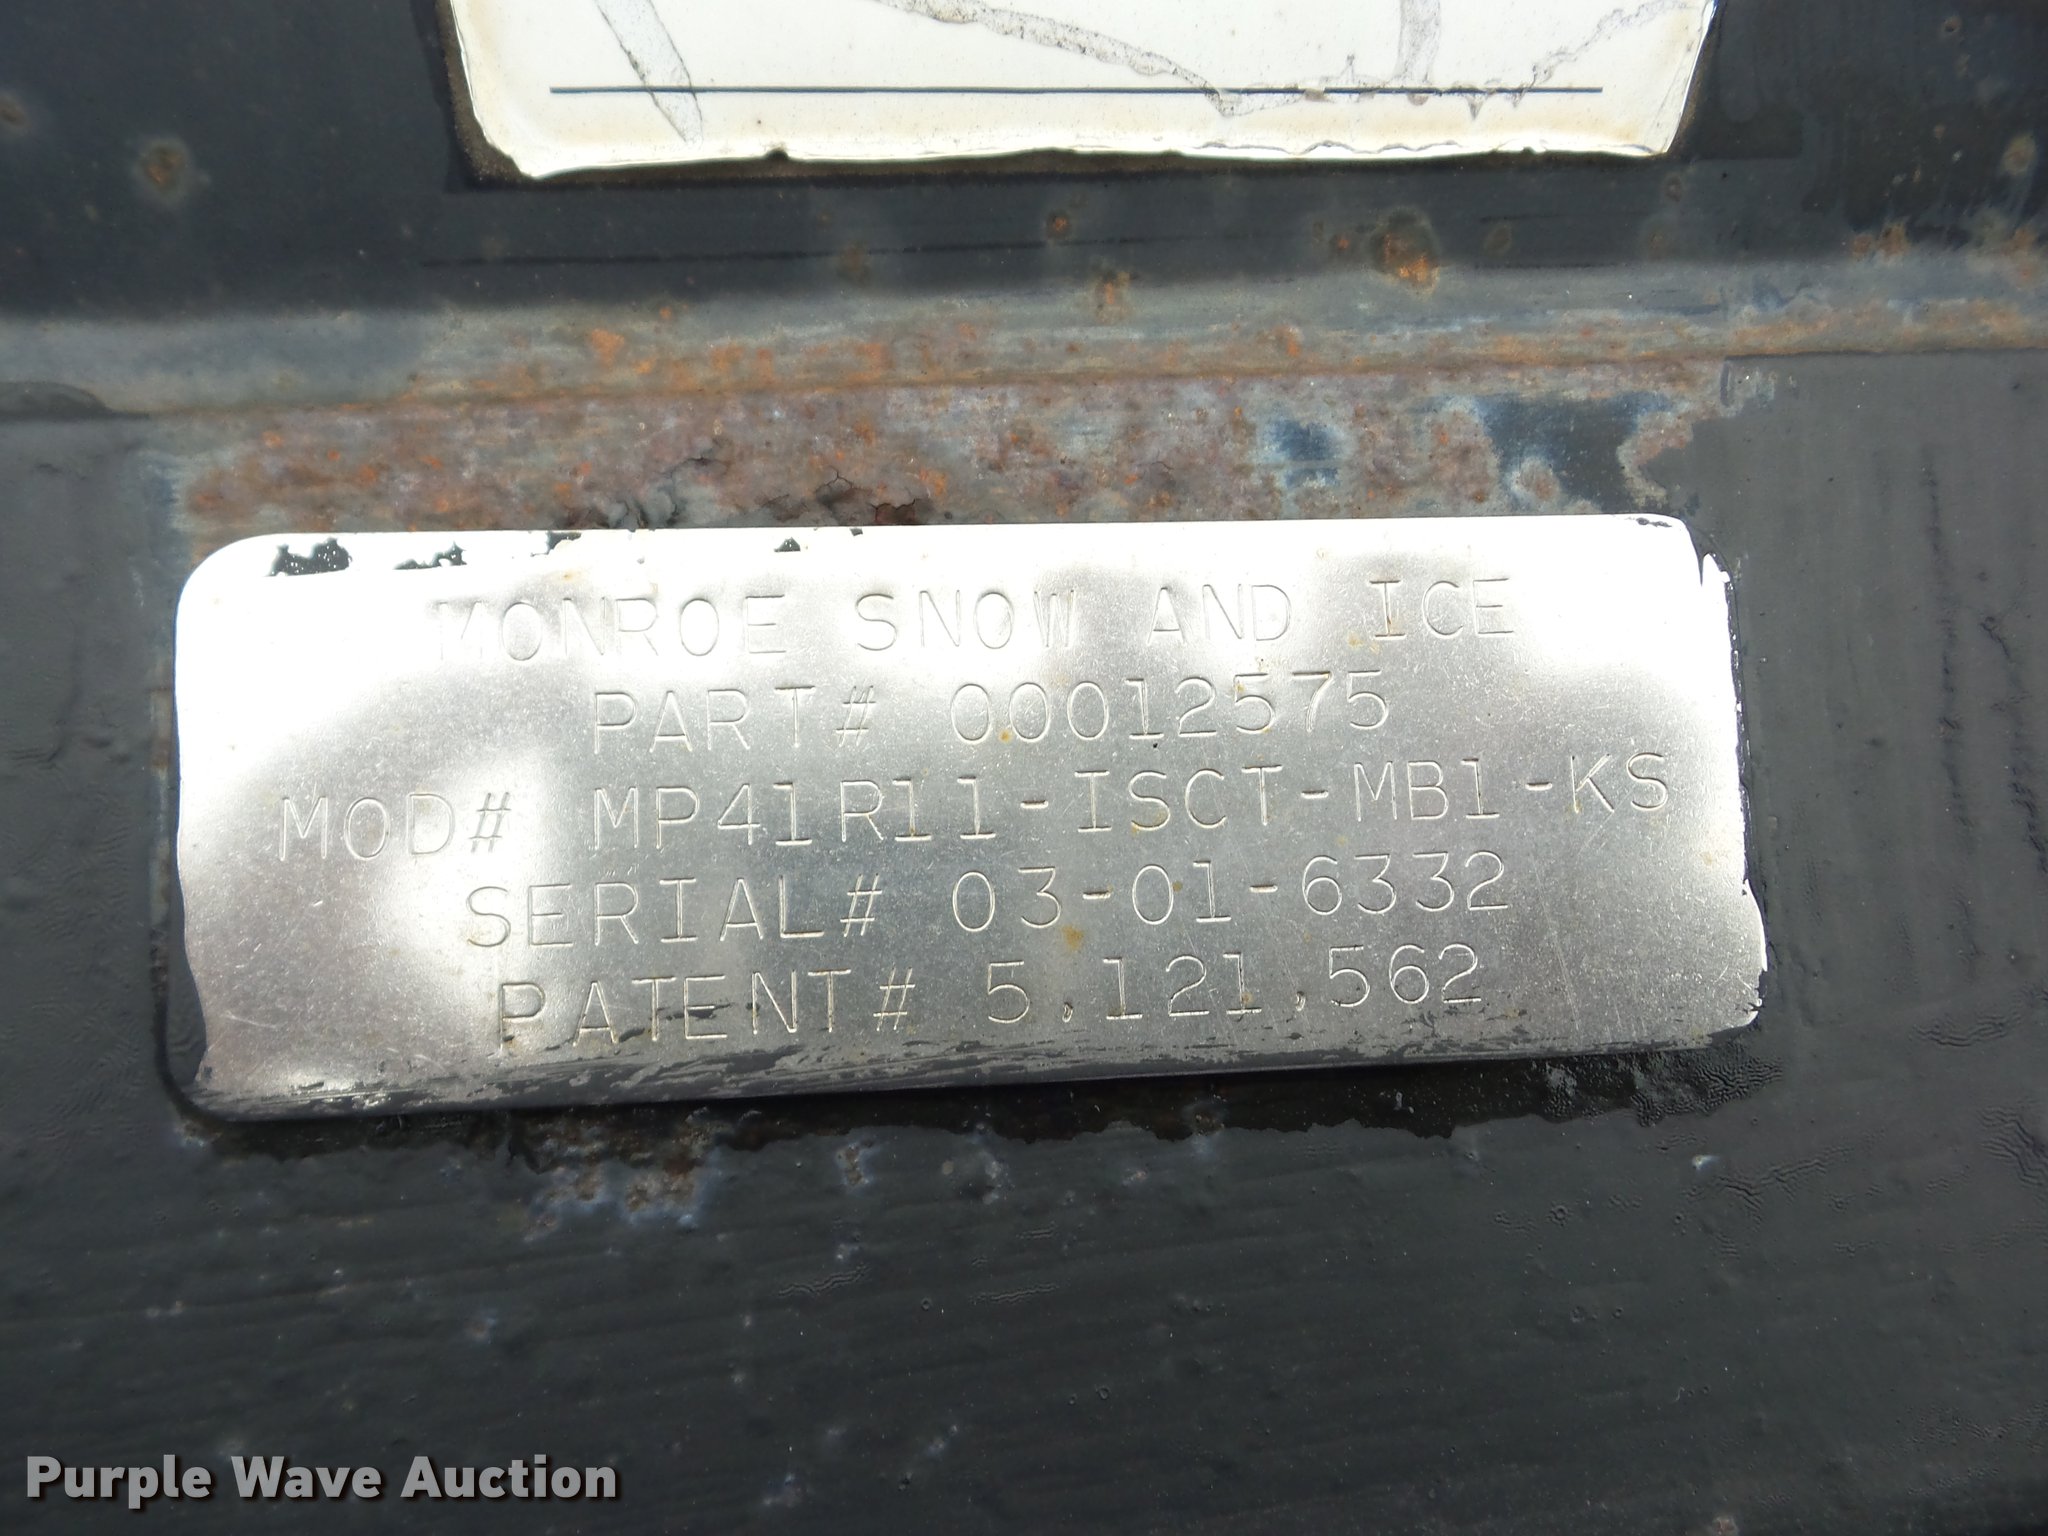 MONROE SNOW AND ICE
PART# 00012575
MOD# MP41R11-ISCT-MB1-KS
SERIAL# 03-01-6332
PATENT# 5,121,562
Purple Wave Auction